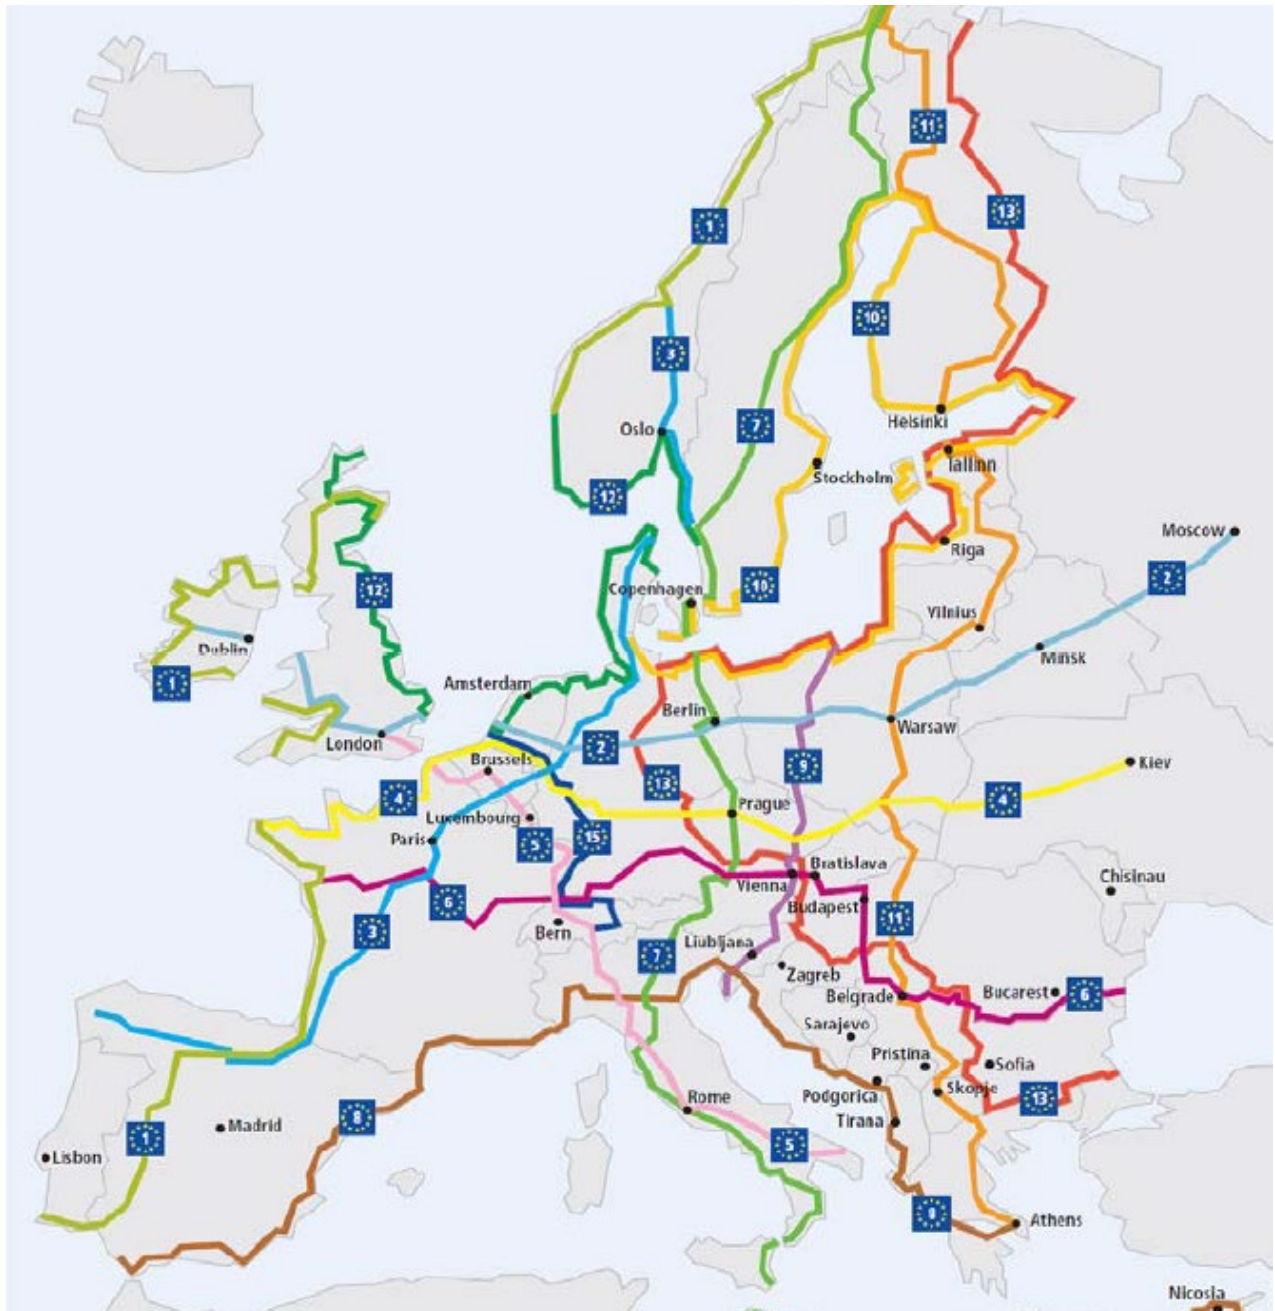 11
13
1
10
3
7
Oslo
Helsinki
Tallinn
Stockholm
12
Moscow
Riga
2
12
Copenhagen
10
Vilnius
Dublin
Minsk
1
Amsterdam
Berlin
Warsaw
London
2
Brussels
9
Kiev
13
4
4
Prague
Luxembourg
Paris
5
15
Bratislava
Vienna
Chisinau
6
Budapest
3
Bern
11
Ljubljana
7
Zagreb
Belgrade
Bucarest
6
Sarajevo
Pristina
Sofia
Podgorica
Skopje
Rome
13
8
Tirana
Madrid
1
5
Lisbon
8
Athens
Nicosia